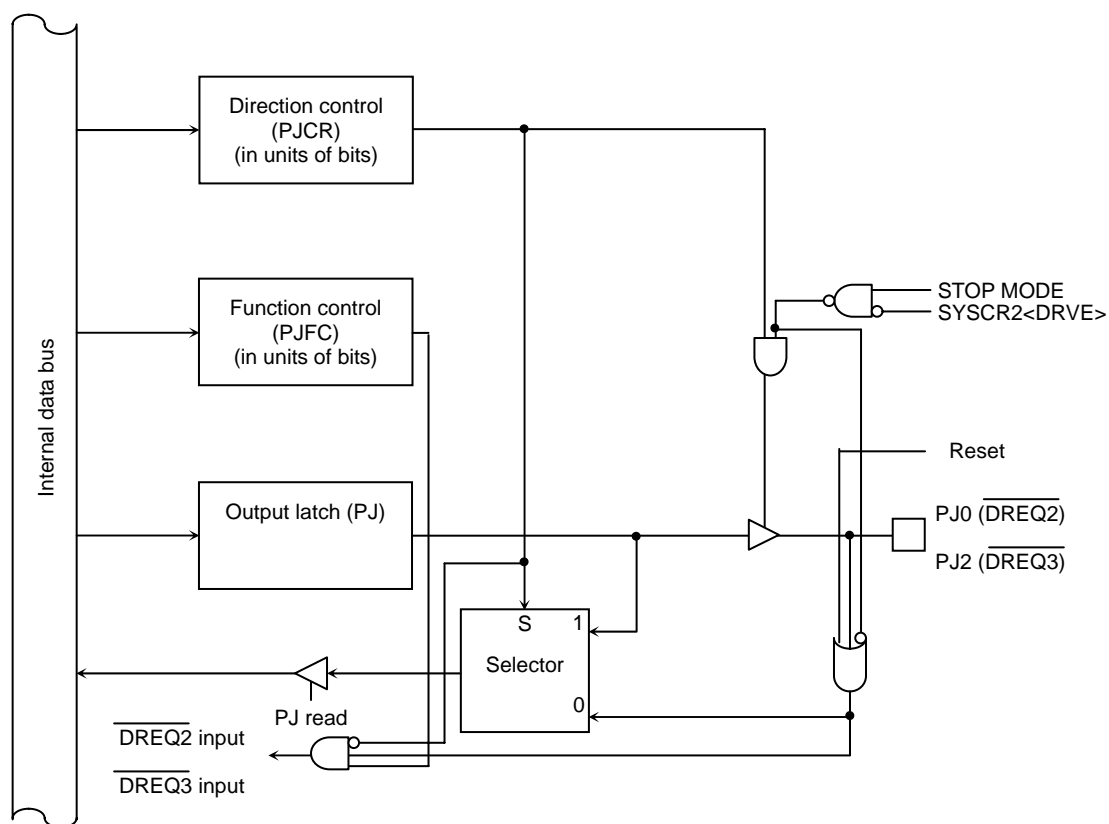 Internal data bus
Direction control
(PJCR)
(in units of bits)
Function control
(PJFC)
(in units of bits)
STOP MODE
SYSCR2<DRVE>
Reset
Output latch (PJ)
PJ0 (DREQ2)
PJ2 (DREQ3)
S
1
Selector
0
PJ read
DREQ2 input
DREQ3 input